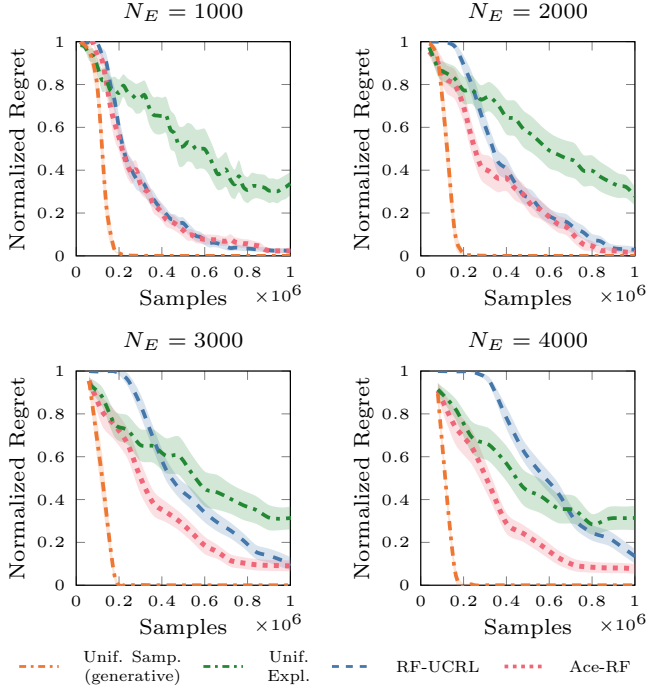 N_E = 1000
N_E = 2000
Normalized Regret
1
0.8
0.6
0.4
0.2
0
0 0.2 0.4 0.6 0.8 1
Samples
×10^6
Normalized Regret
1
0.8
0.6
0.4
0.2
0
0 0.2 0.4 0.6 0.8 1
Samples
×10^6
N_E = 3000
N_E = 4000
Normalized Regret
1
0.8
0.6
0.4
0.2
0
0 0.2 0.4 0.6 0.8 1
Samples
×10^6
Normalized Regret
1
0.8
0.6
0.4
0.2
0
0 0.2 0.4 0.6 0.8 1
Samples
×10^6
Unif. Samp.
(generative)
Unif.
Expl.
RF-UCRL
Ace-RF